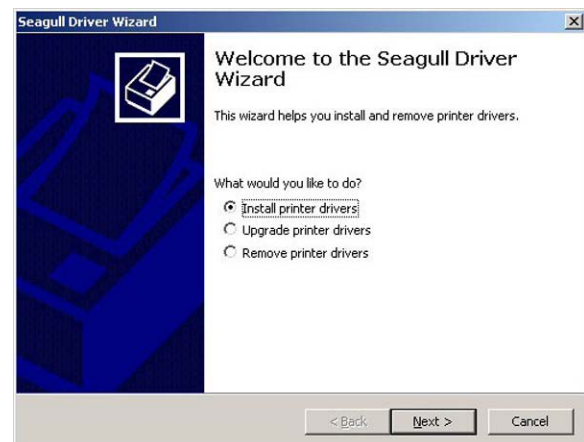 Seagull Driver Wizard
Welcome to the Seagull Driver
Wizard
This wizard helps you install and remove printer drivers.
What would you like to do?
Install printer drivers
Upgrade printer drivers
Remove printer drivers
< Back
Next >
Cancel